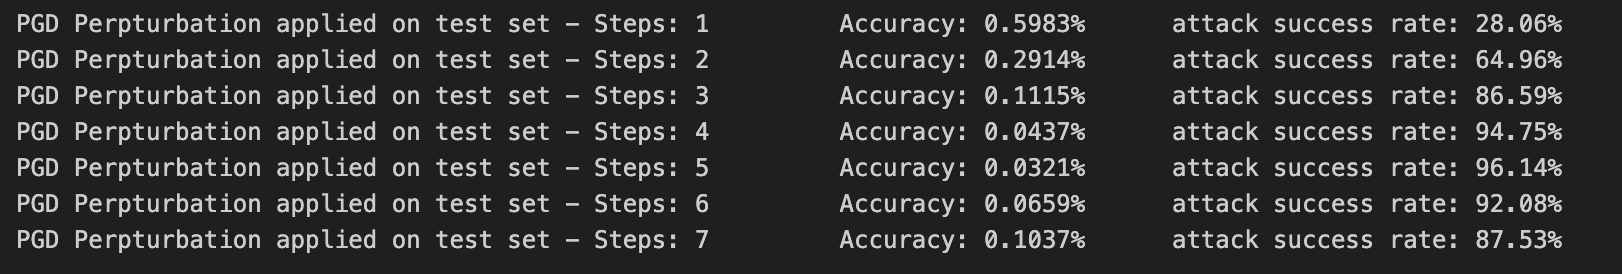 PGD Perpturbation applied on test set – Steps: 1 Accuracy: 0.5983% attack success rate: 28.06%
PGD Perpturbation applied on test set – Steps: 2 Accuracy: 0.2914% attack success rate: 64.96%
PGD Perpturbation applied on test set – Steps: 3 Accuracy: 0.1115% attack success rate: 86.59%
PGD Perpturbation applied on test set – Steps: 4 Accuracy: 0.0437% attack success rate: 94.75%
PGD Perpturbation applied on test set – Steps: 5 Accuracy: 0.0321% attack success rate: 96.14%
PGD Perpturbation applied on test set – Steps: 6 Accuracy: 0.0659% attack success rate: 92.08%
PGD Perpturbation applied on test set – Steps: 7 Accuracy: 0.1037% attack success rate: 87.53%